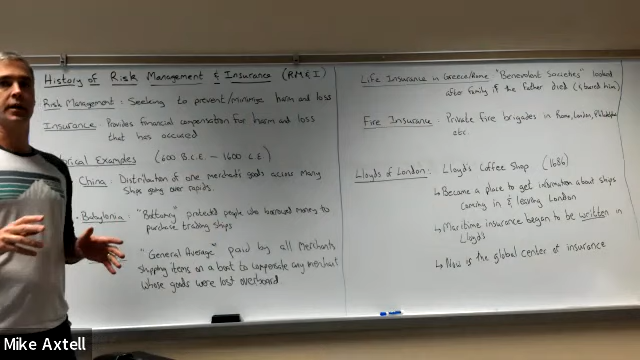 History of Risk Management & Insurance (R.M & I)
Risk Management : Seeking to prevent/minimize harm and loss
Insurance : Provides financial compensation for harm and loss
that has occured
Historical Examples (600 B.C.E. - 1600 C.E)
China : Distribution of one merchant's goods across many
ships going over rapids.
Babylonia : "Bottomry" protected people who borrowed money to
purchase trading ships
"General Average" paid by all merchants
shipping items on a boat to compensate any merchant
whose goods were lost overboard.
Life Insurance in Greece/Rome "Benevolent Societies" looked
after family if the Father died
Fire Insurance : Private fire brigades in Rome, London, Philadelphia
etc.
Lloyds of London : Lloyd's Coffee Shop (1686)
↳ Became a place to get information about ships
coming in & leaving London
↳ Maritime insurance began to be written in
Lloyds
↳ Now is the global center of insurance
Mike Axtell